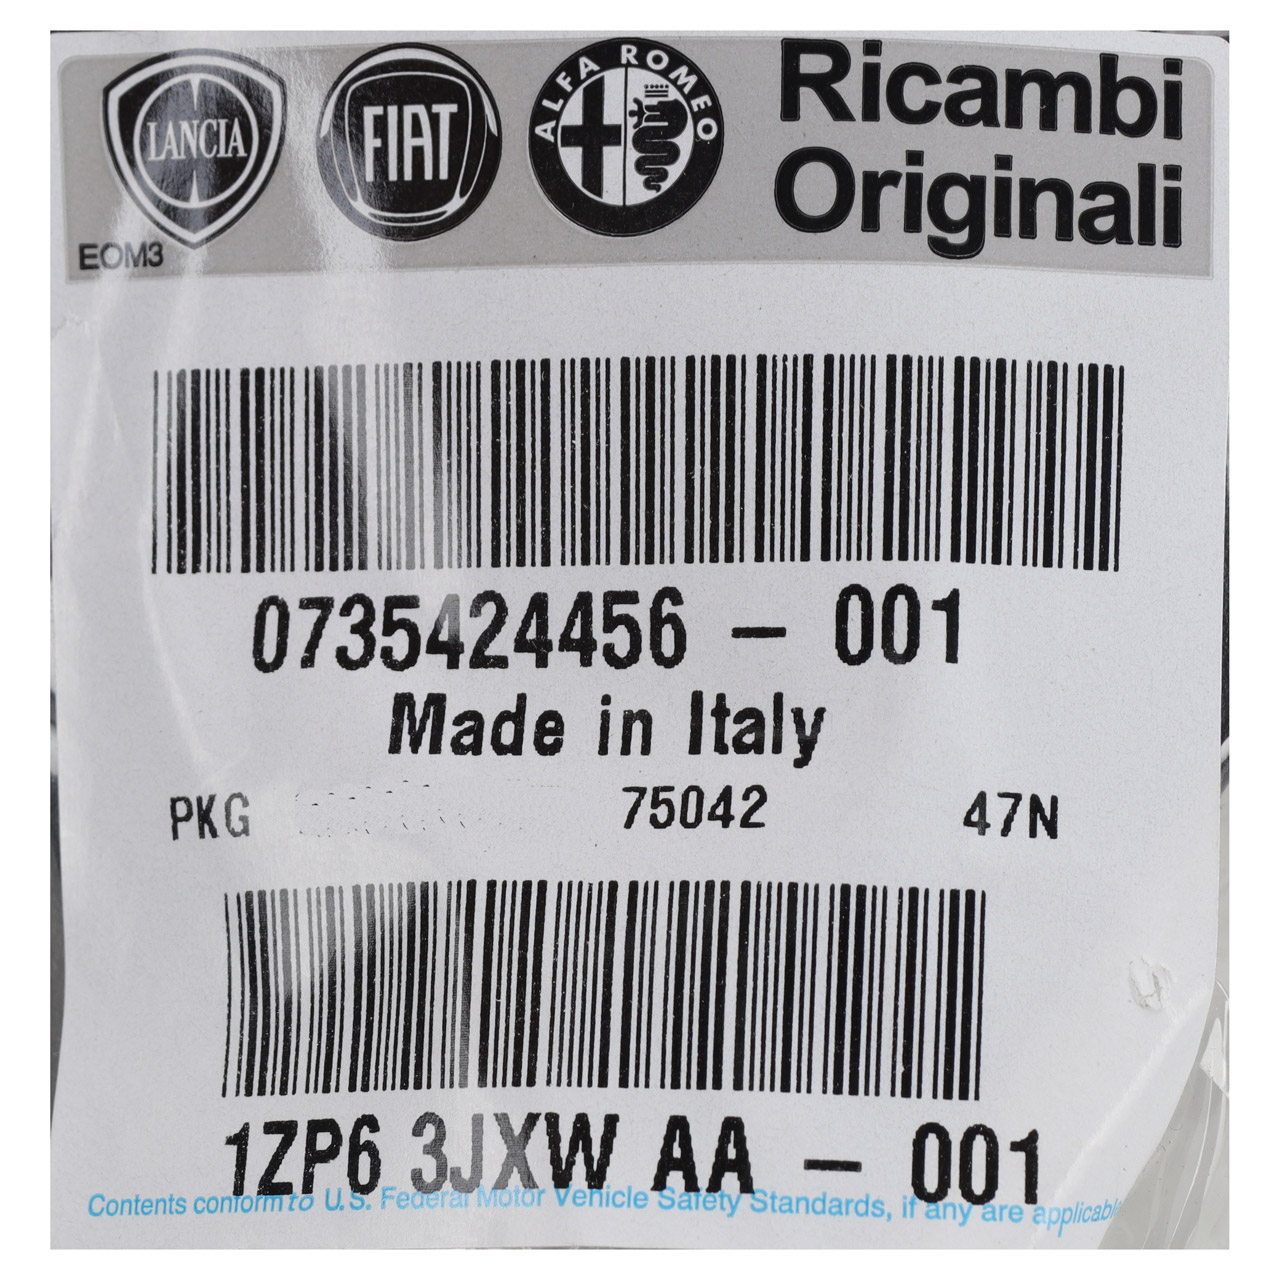 LANCIA FIAT ALFA ROMEO Ricambi
Originali
EOM3
0735424456 - 001
Made in Italy
PKG 75042 47N
1ZP6 3JXW AA - 001
Contents conform to U.S. Federal Motor Vehicle Safety Standards, if any are applicable